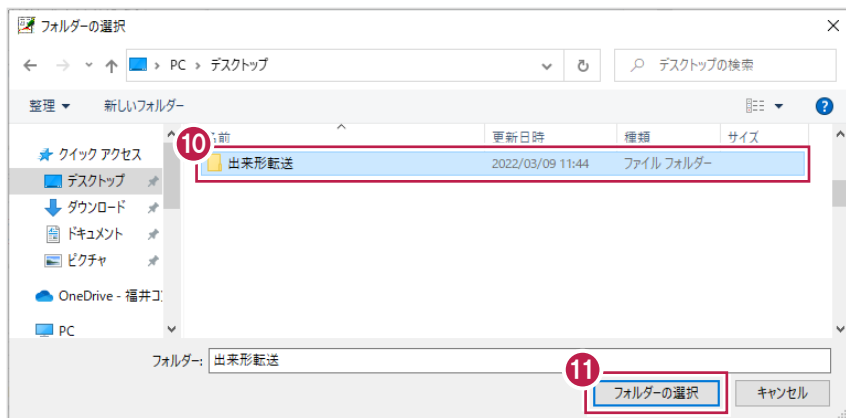 フォルダーの選択
PC › デスクトップ
デスクトップの検索
整理 新しいフォルダー
⑩
名前 更新日時 種類 サイズ
出来形転送 2022/03/09 11:44 ファイル フォルダー
クイック アクセス
デスクトップ
ダウンロード
ドキュメント
ピクチャ
OneDrive - 福井コ
PC
フォルダー: 出来形転送
⑪
フォルダーの選択 キャンセル